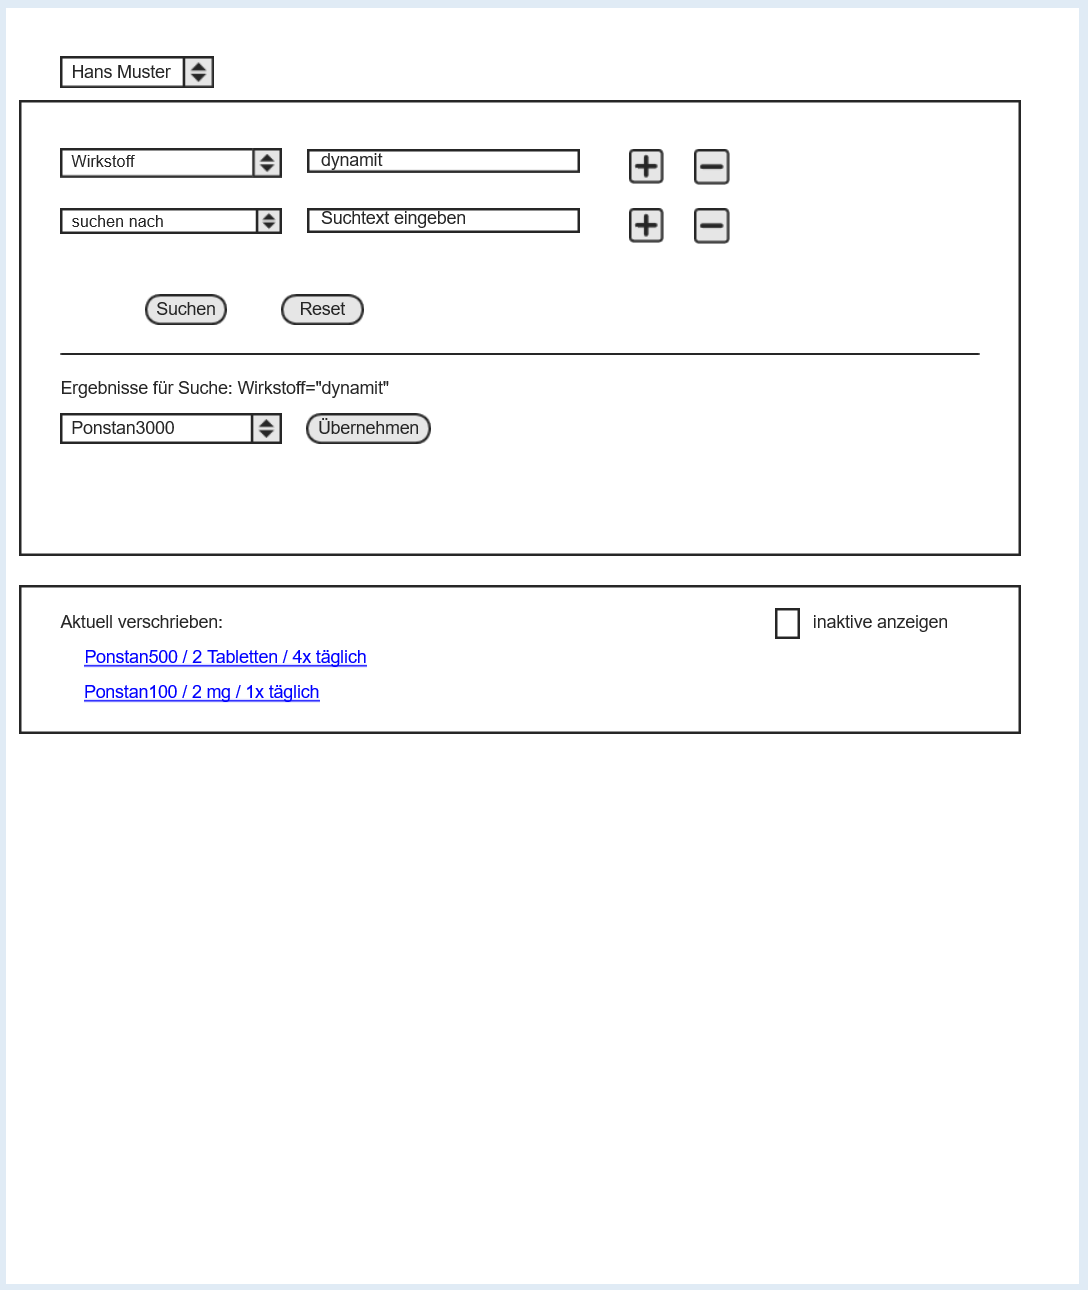 Hans Muster
Wirkstoff dynamit
suchen nach Suchtext eingeben
Suchen Reset
Ergebnisse für Suche: Wirkstoff="dynamit"
Ponstan3000 Übernehmen
Aktuell verschrieben: inaktive anzeigen
Ponstan500 / 2 Tabletten / 4x täglich
Ponstan100 / 2 mg / 1x täglich